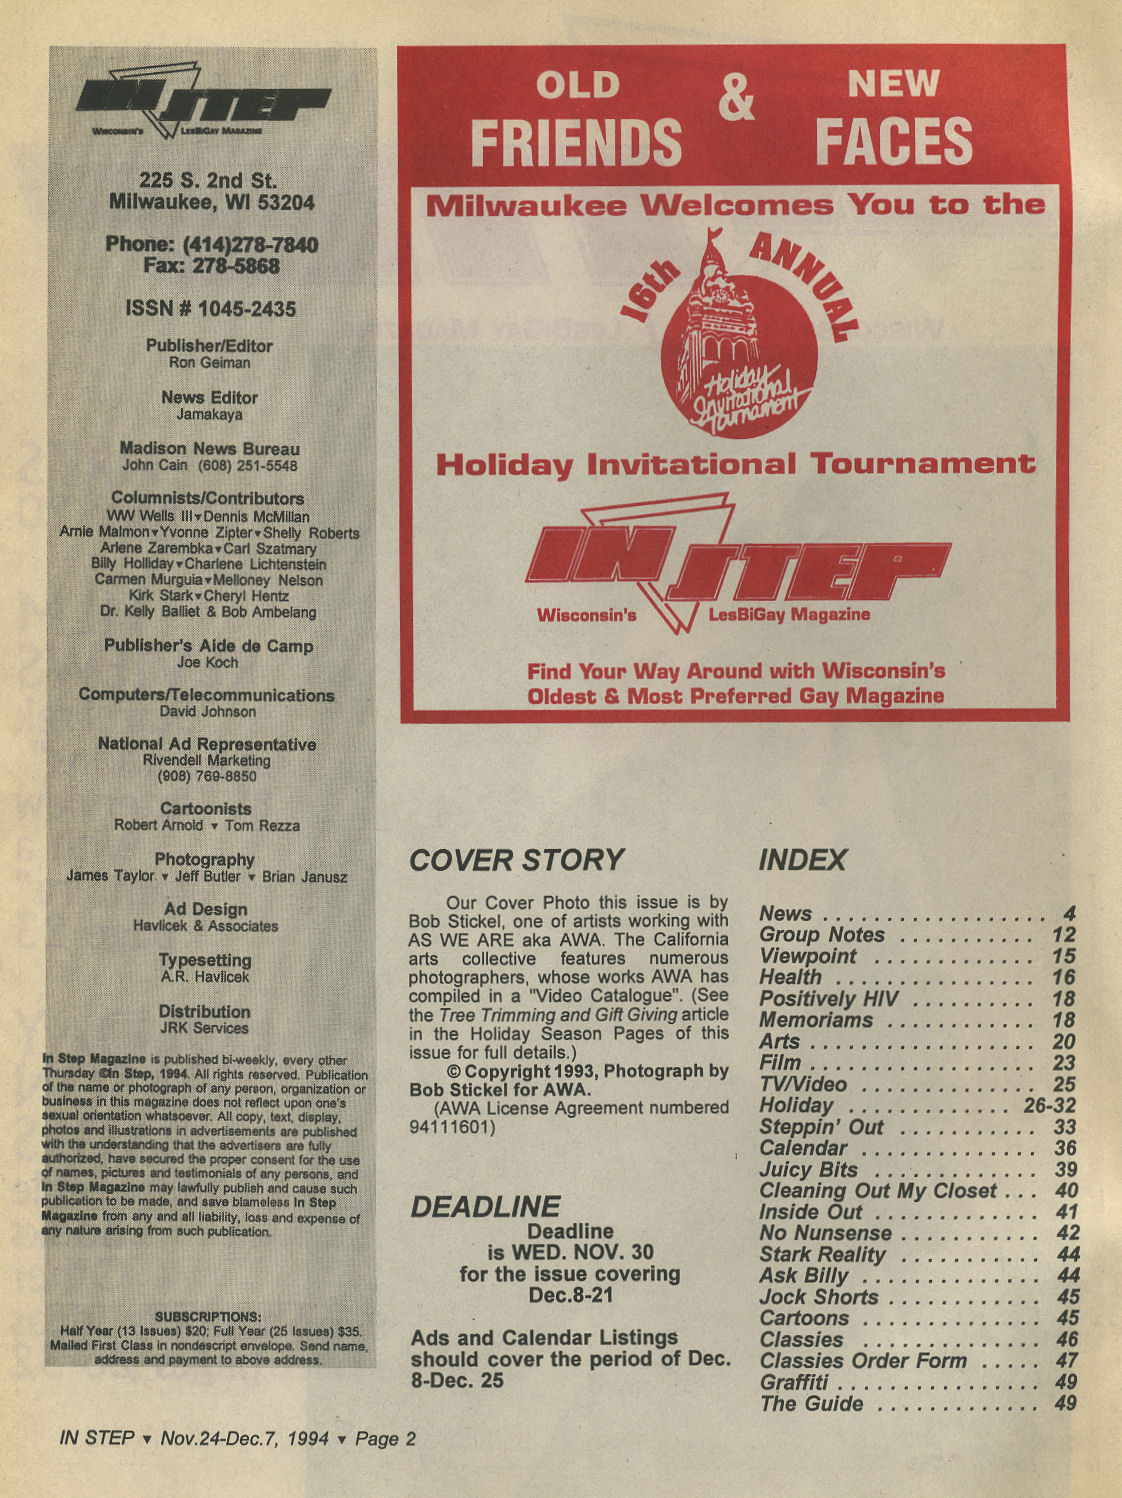 IN STEP
Wisconsin's LesBiGay Magazine
225 S. 2nd St.
Milwaukee, WI 53204
Phone: (414)278-7840
Fax: 278-5868
ISSN # 1045-2435
Publisher/Editor
Ron Geiman
News Editor
Jamakaya
Madison News Bureau
John Cain (608) 251-5548
Columnists/Contributors
WW Wells III▼Dennis McMillan
Arnie Malmon▼Yvonne Zipter▼Shelly Roberts
Arlene Zarembka▼Carl Szatmary
Billy Holliday▼Charlene Lichtenstein
Carmen Murguia▼Melloney Nelson
Kirk Stark▼Cheryl Hentz
Dr. Kelly Balliet & Bob Ambelang
Publisher's Aide de Camp
Joe Koch
Computers/Telecommunications
David Johnson
National Ad Representative
Rivendell Marketing
(908) 769-8850
Cartoonists
Robert Arnold ▼ Tom Rezza
Photography
James Taylor ▼ Jeff Butler ▼ Brian Janusz
Ad Design
Havlicek & Associates
Typesetting
A.R. Havlicek
Distribution
JRK Services
In Step Magazine is published bi-weekly, every other
Thursday ©In Step, 1994. All rights reserved. Publication
of the name or photograph of any person, organization or
business in this magazine does not reflect upon one's
sexual orientation whatsoever. All copy, text, display,
photos and illustrations in advertisements are published
with the understanding that the advertisers are fully
authorized, have secured the proper consent for the use
of names, pictures and testimonials of any persons, and
In Step Magazine may lawfully publish and cause such
publication to be made, and save blameless In Step
Magazine from any and all liability, loss and expense of
any nature arising from such publication.
SUBSCRIPTIONS:
Half Year (13 Issues) $20; Full Year (25 Issues) $35.
Mailed First Class in nondescript envelope. Send name,
address and payment to above address.
OLD & NEW
FRIENDS FACES
Milwaukee Welcomes You to the
16th ANNUAL
Holiday
Invitational
Tournament
Holiday Invitational Tournament
IN STEP
Wisconsin's LesBiGay Magazine
Find Your Way Around with Wisconsin's
Oldest & Most Preferred Gay Magazine
COVER STORY
Our Cover Photo this issue is by
Bob Stickel, one of artists working with
AS WE ARE aka AWA. The California
arts collective features numerous
photographers, whose works AWA has
compiled in a "Video Catalogue". (See
the Tree Trimming and Gift Giving article
in the Holiday Season Pages of this
issue for full details.)
© Copyright 1993, Photograph by
Bob Stickel for AWA.
(AWA License Agreement numbered
94111601)
DEADLINE
Deadline
is WED. NOV. 30
for the issue covering
Dec.8-21
Ads and Calendar Listings
should cover the period of Dec.
8-Dec. 25
INDEX
News . . . . . . . . . . . . . . . . . . 4
Group Notes . . . . . . . . . . . 12
Viewpoint . . . . . . . . . . . . . 15
Health . . . . . . . . . . . . . . . . 16
Positively HIV . . . . . . . . . . 18
Memoriams . . . . . . . . . . . . 18
Arts . . . . . . . . . . . . . . . . . . 20
Film . . . . . . . . . . . . . . . . . . 23
TV/Video . . . . . . . . . . . . . . 25
Holiday . . . . . . . . . . . . . 26-32
Steppin' Out . . . . . . . . . . . 33
Calendar . . . . . . . . . . . . . . 36
Juicy Bits . . . . . . . . . . . . . 39
Cleaning Out My Closet . . . 40
Inside Out . . . . . . . . . . . . . 41
No Nunsense . . . . . . . . . . . 42
Stark Reality . . . . . . . . . . . 44
Ask Billy . . . . . . . . . . . . . . 44
Jock Shorts . . . . . . . . . . . . 45
Cartoons . . . . . . . . . . . . . . 45
Classies . . . . . . . . . . . . . . 46
Classies Order Form . . . . . 47
Graffiti . . . . . . . . . . . . . . . . 49
The Guide . . . . . . . . . . . . . 49
IN STEP ▼ Nov.24-Dec.7, 1994 ▼ Page 2